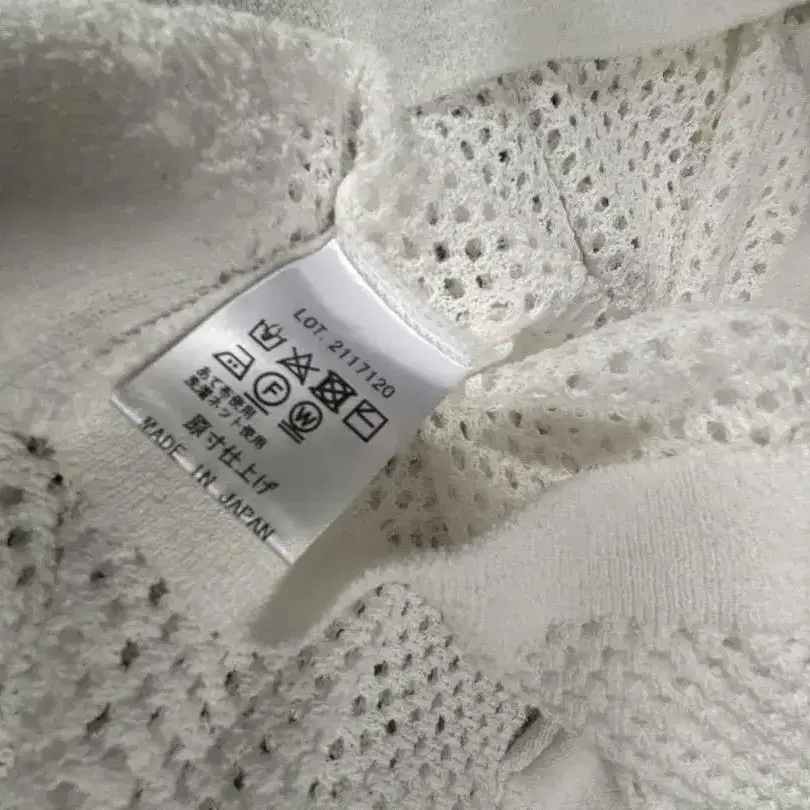 LOT. 2117120
F W
あて布使用
洗濯ネット使用
原寸仕上げ
MADE IN JAPAN